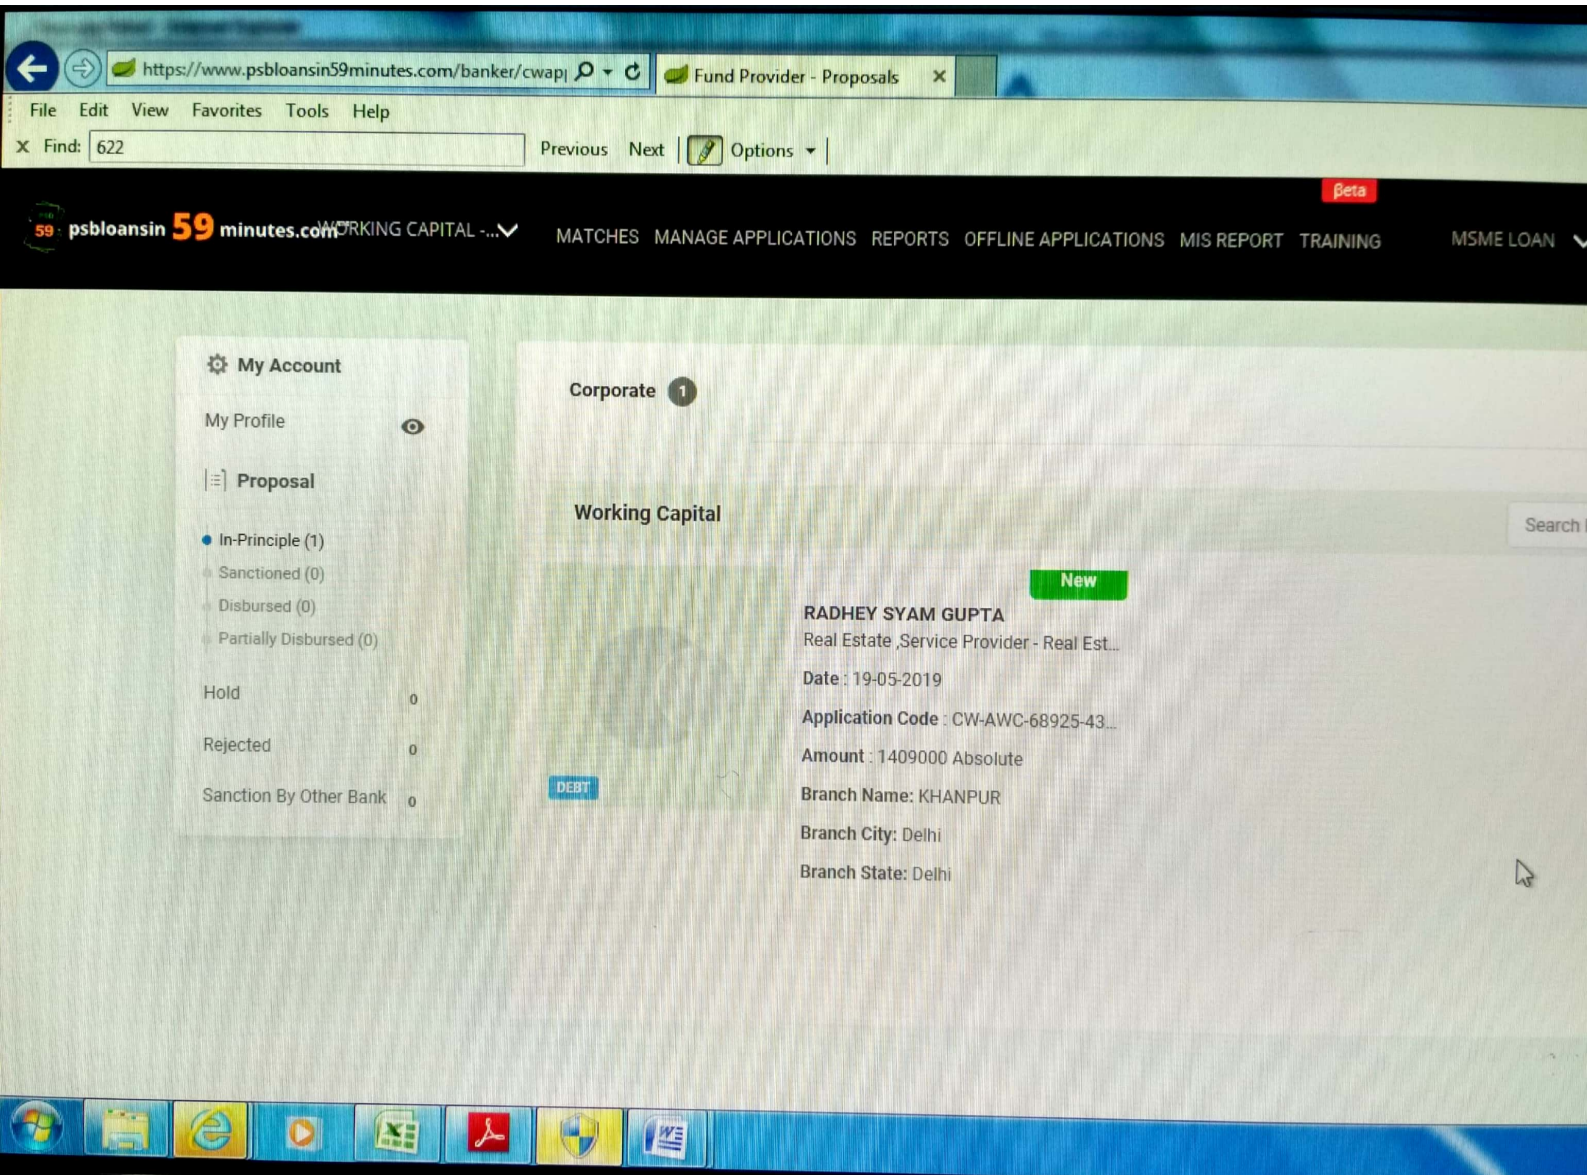 https://www.psbloansin59minutes.com/banker/cwap
Fund Provider - Proposals
File Edit View Favorites Tools Help
X Find: 622 Previous Next Options
Beta
59 psbloansin 59 minutes.com WORKING CAPITAL -... MATCHES MANAGE APPLICATIONS REPORTS OFFLINE APPLICATIONS MIS REPORT TRAINING MSME LOAN
My Account
My Profile
Proposal
In-Principle (1)
Sanctioned (0)
Disbursed (0)
Partially Disbursed (0)
Hold 0
Rejected 0
Sanction By Other Bank 0
Corporate 1
Working Capital
Search
New
RADHEY SYAM GUPTA
Real Estate ,Service Provider - Real Est...
Date : 19-05-2019
Application Code : CW-AWC-68925-43...
Amount : 1409000 Absolute
DEBT
Branch Name: KHANPUR
Branch City: Delhi
Branch State: Delhi